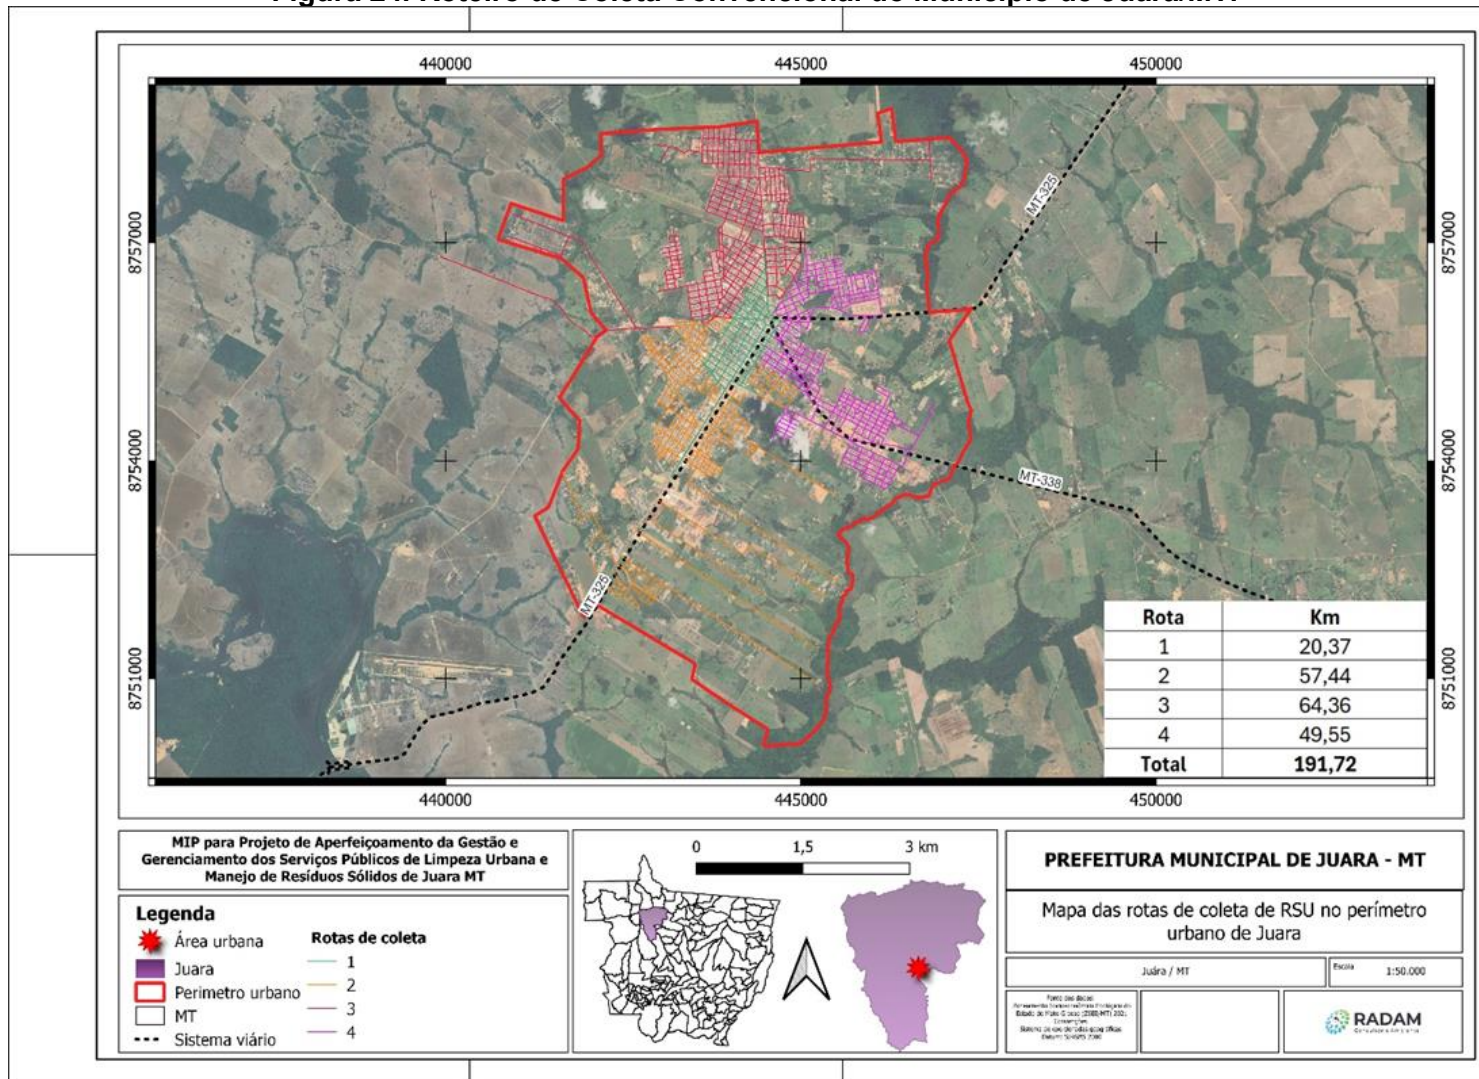 440000
445000
450000
8757000
8757000
8754000
8754000
8751000
8751000
MT-325
MT-338
MT-325
Rota Km
1 20,37
2 57,44
3 64,36
4 49,55
Total 191,72
440000
445000
450000
MIP para Projeto de Aperfeiçoamento da Gestão e
Gerenciamento dos Serviços Públicos de Limpeza Urbana e
Manejo de Resíduos Sólidos de Juara MT
Legenda
Área urbana
Juara
Perimetro urbano
MT
Sistema viário
Rotas de coleta
1
2
3
4
0 1,5 3 km
PREFEITURA MUNICIPAL DE JUARA - MT
Mapa das rotas de coleta de RSU no perímetro
urbano de Juara
Juára / MT
Escala 1:50.000
RADAM